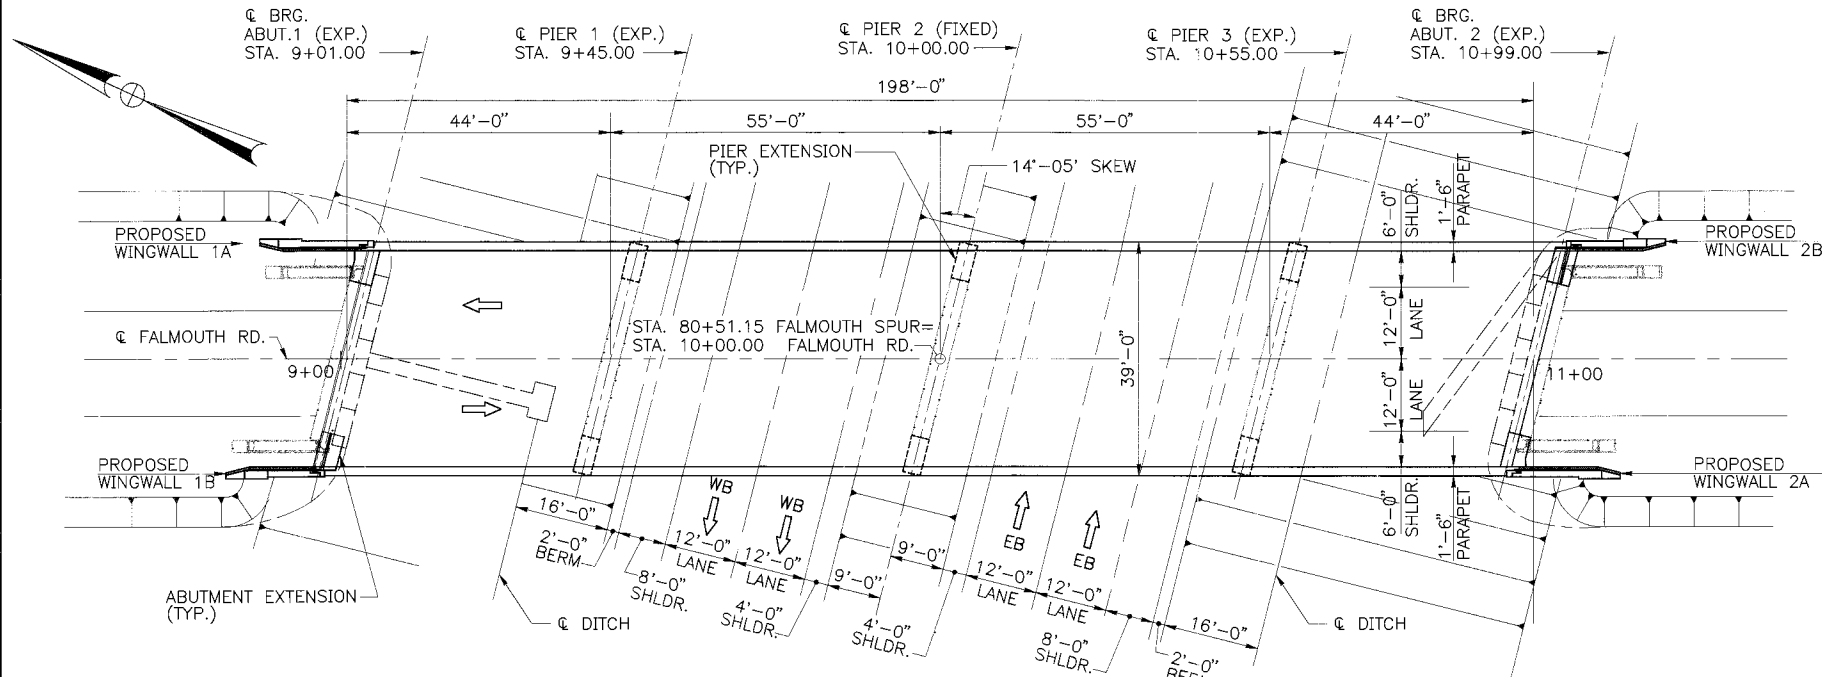 ℄ BRG.
ABUT.1 (EXP.)
STA. 9+01.00
℄ PIER 1 (EXP.)
STA. 9+45.00
℄ PIER 2 (FIXED)
STA. 10+00.00
℄ PIER 3 (EXP.)
STA. 10+55.00
℄ BRG.
ABUT. 2 (EXP.)
STA. 10+99.00
198'-0"
44'-0"
55'-0"
55'-0"
44'-0"
PIER EXTENSION
(TYP.)
14°-05' SKEW
6'-0"
SHLDR.
1'-6"
PARAPET
PROPOSED
WINGWALL 1A
PROPOSED
WINGWALL 2B
12'-0"
LANE
℄ FALMOUTH RD.
9+00
STA. 80+51.15 FALMOUTH SPUR=
STA. 10+00.00 FALMOUTH RD.
39'-0"
11+00
12'-0"
LANE
PROPOSED
WINGWALL 1B
PROPOSED
WINGWALL 2A
6'-0"
SHLDR.
1'-6"
PARAPET
WB
WB
EB
EB
16'-0"
2'-0"
BERM
8'-0"
SHLDR.
12'-0"
LANE
12'-0"
LANE
4'-0"
SHLDR.
9'-0"
9'-0"
4'-0"
SHLDR.
12'-0"
LANE
12'-0"
LANE
8'-0"
SHLDR.
2'-0"
16'-0"
ABUTMENT EXTENSION
(TYP.)
℄ DITCH
℄ DITCH